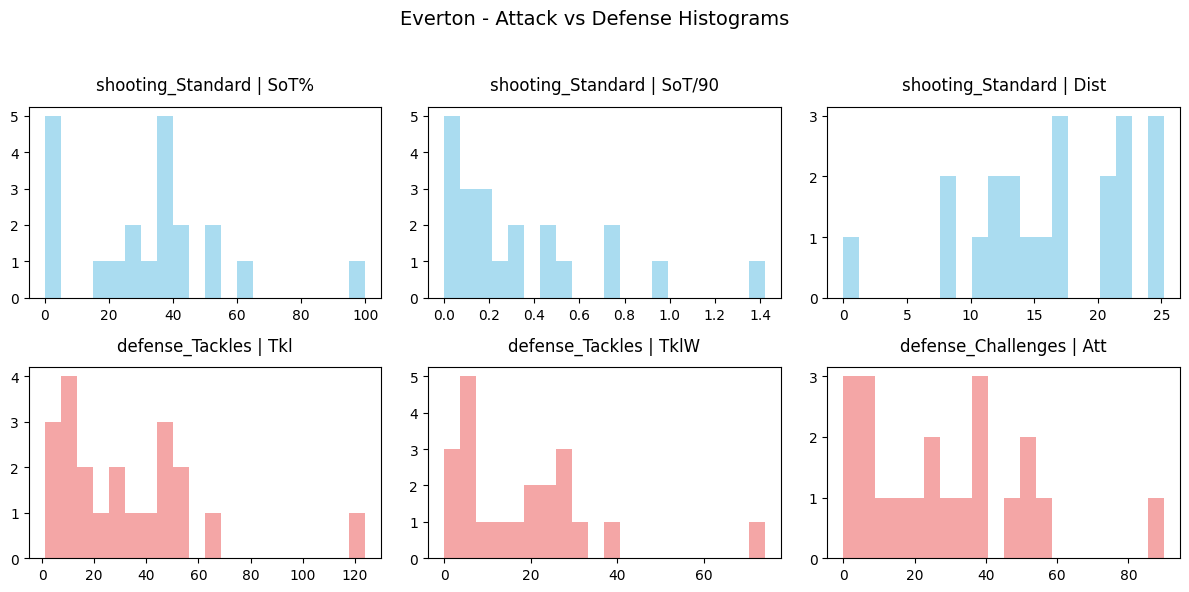 Everton - Attack vs Defense Histograms
shooting_Standard | SoT%
shooting_Standard | SoT/90
shooting_Standard | Dist
5
4
3
2
1
0
0 20 40 60 80 100
5
4
3
2
1
0
0.0 0.2 0.4 0.6 0.8 1.0 1.2 1.4
3
2
1
0
0 5 10 15 20 25
defense_Tackles | Tkl
defense_Tackles | TklW
defense_Challenges | Att
4
3
2
1
0
0 20 40 60 80 100 120
5
4
3
2
1
0
0 20 40 60
3
2
1
0
0 20 40 60 80